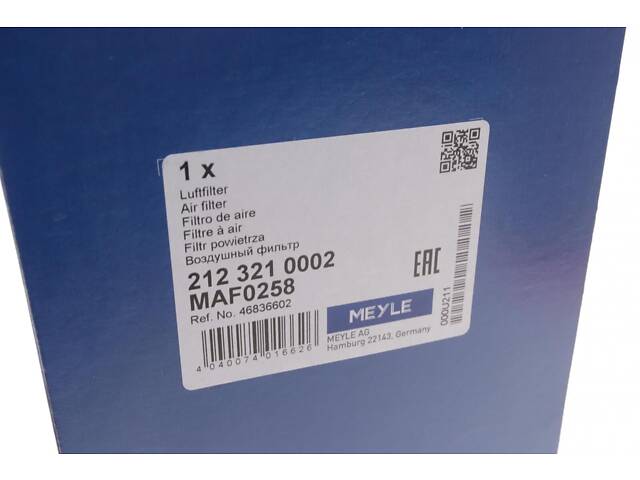 1 x
Luftfilter
Air filter
Filtro de aire
Filtre à air
Filtr powietrza
Воздушный фильтр
212 321 0002
MAF0258
Ref. No. 46836602
4 040074 016626
EAC
000U211
MEYLE
MEYLE AG
Hamburg 22143, Germany